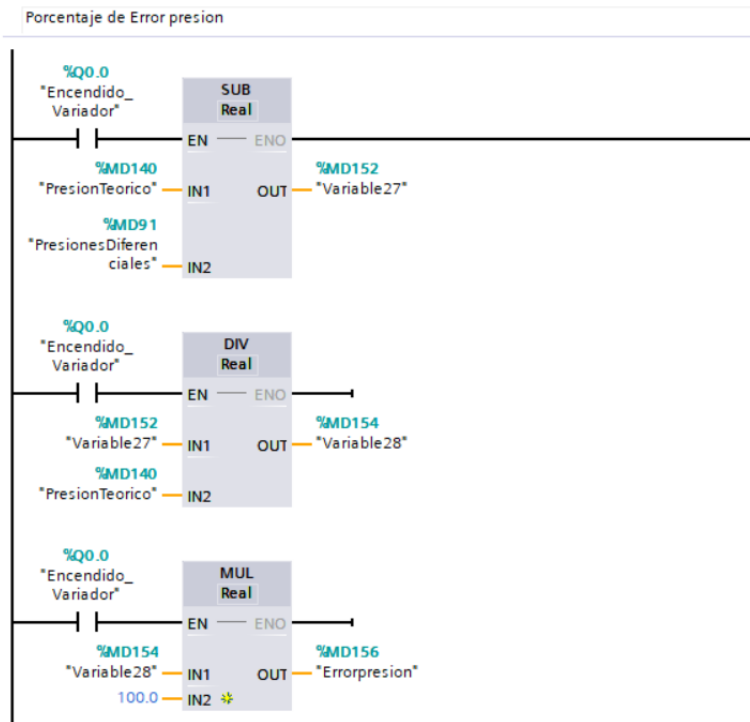 Porcentaje de Error presion
%Q0.0
"Encendido_
Variador"
SUB
Real
EN
ENO
%MD140
"PresionTeorico"
IN1
OUT
%MD152
"Variable27"
%MD91
"PresionesDiferen
ciales"
IN2
%Q0.0
"Encendido_
Variador"
DIV
Real
EN
ENO
%MD152
"Variable27"
IN1
OUT
%MD154
"Variable28"
%MD140
"PresionTeorico"
IN2
%Q0.0
"Encendido_
Variador"
MUL
Real
EN
ENO
%MD154
"Variable28"
IN1
OUT
%MD156
"Errorpresion"
100.0
IN2